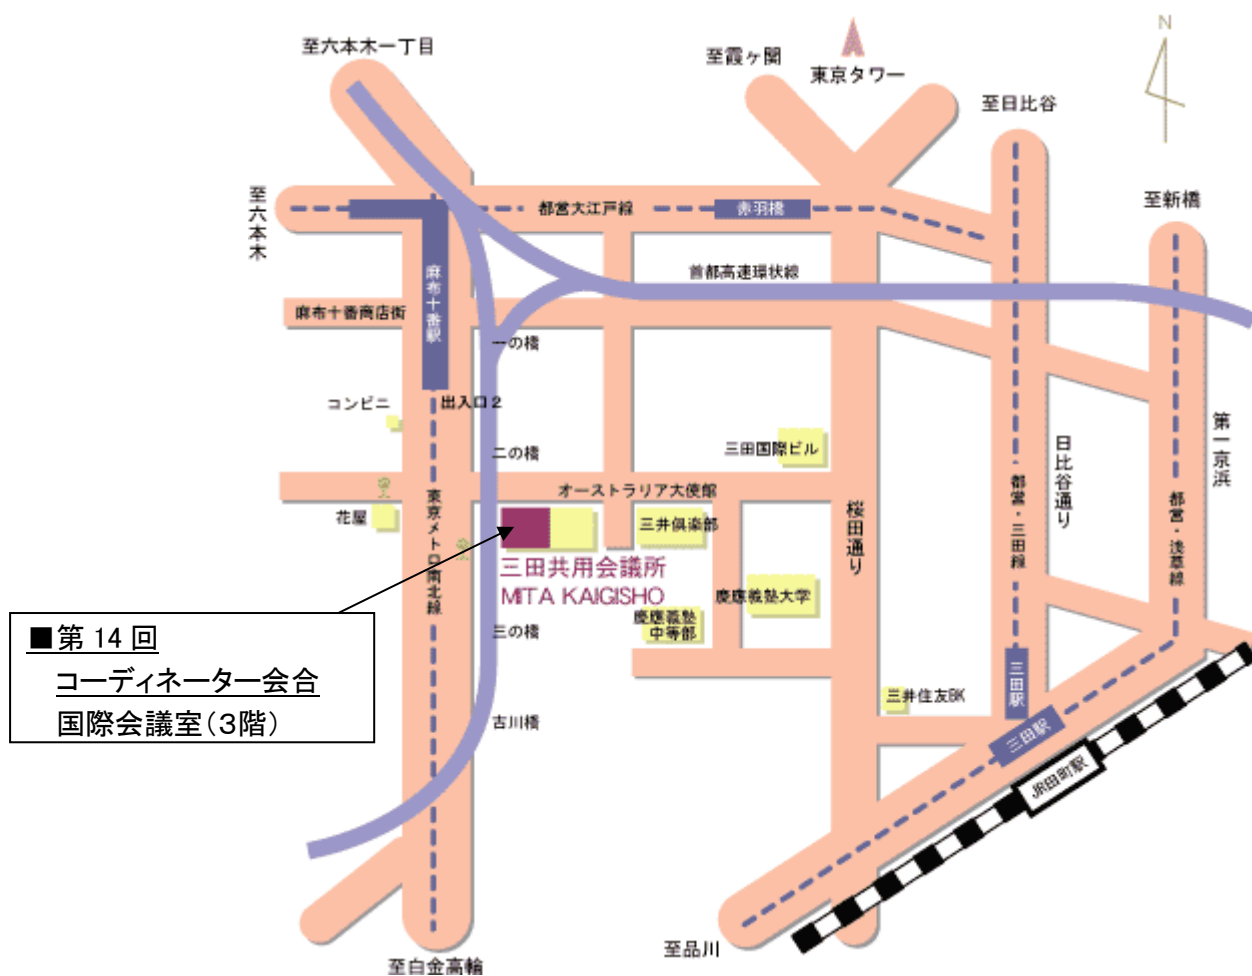 至六本木一丁目
至霞ヶ関
東京タワー
至日比谷
N
至六本木
都営大江戸線
赤羽橋
至新橋
首都高速環状線
麻布十番駅
麻布十番商店街
一の橋
コンビニ
出入口2
二の橋
三田国際ビル
第一京浜
日比谷通り
オーストラリア大使館
花屋
東京メトロ南北線
三井倶楽部
桜田通り
都営・三田線
都営・浅草線
三田共用会議所
MITA KAIGISHO
慶應義塾大学
慶應義塾
中等部
三の橋
■第 14 回
コーディネーター会合
国際会議室(3階)
三田駅
三井住友BK
古川橋
三田駅
JR田町駅
至品川
至白金高輪